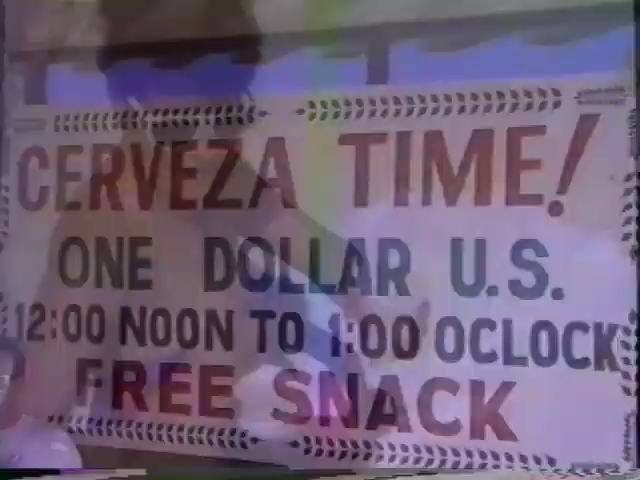 CERVEZA TIME!
ONE DOLLAR U.S.
12:00 NOON TO 1:00 OCLOCK
FREE SNACK